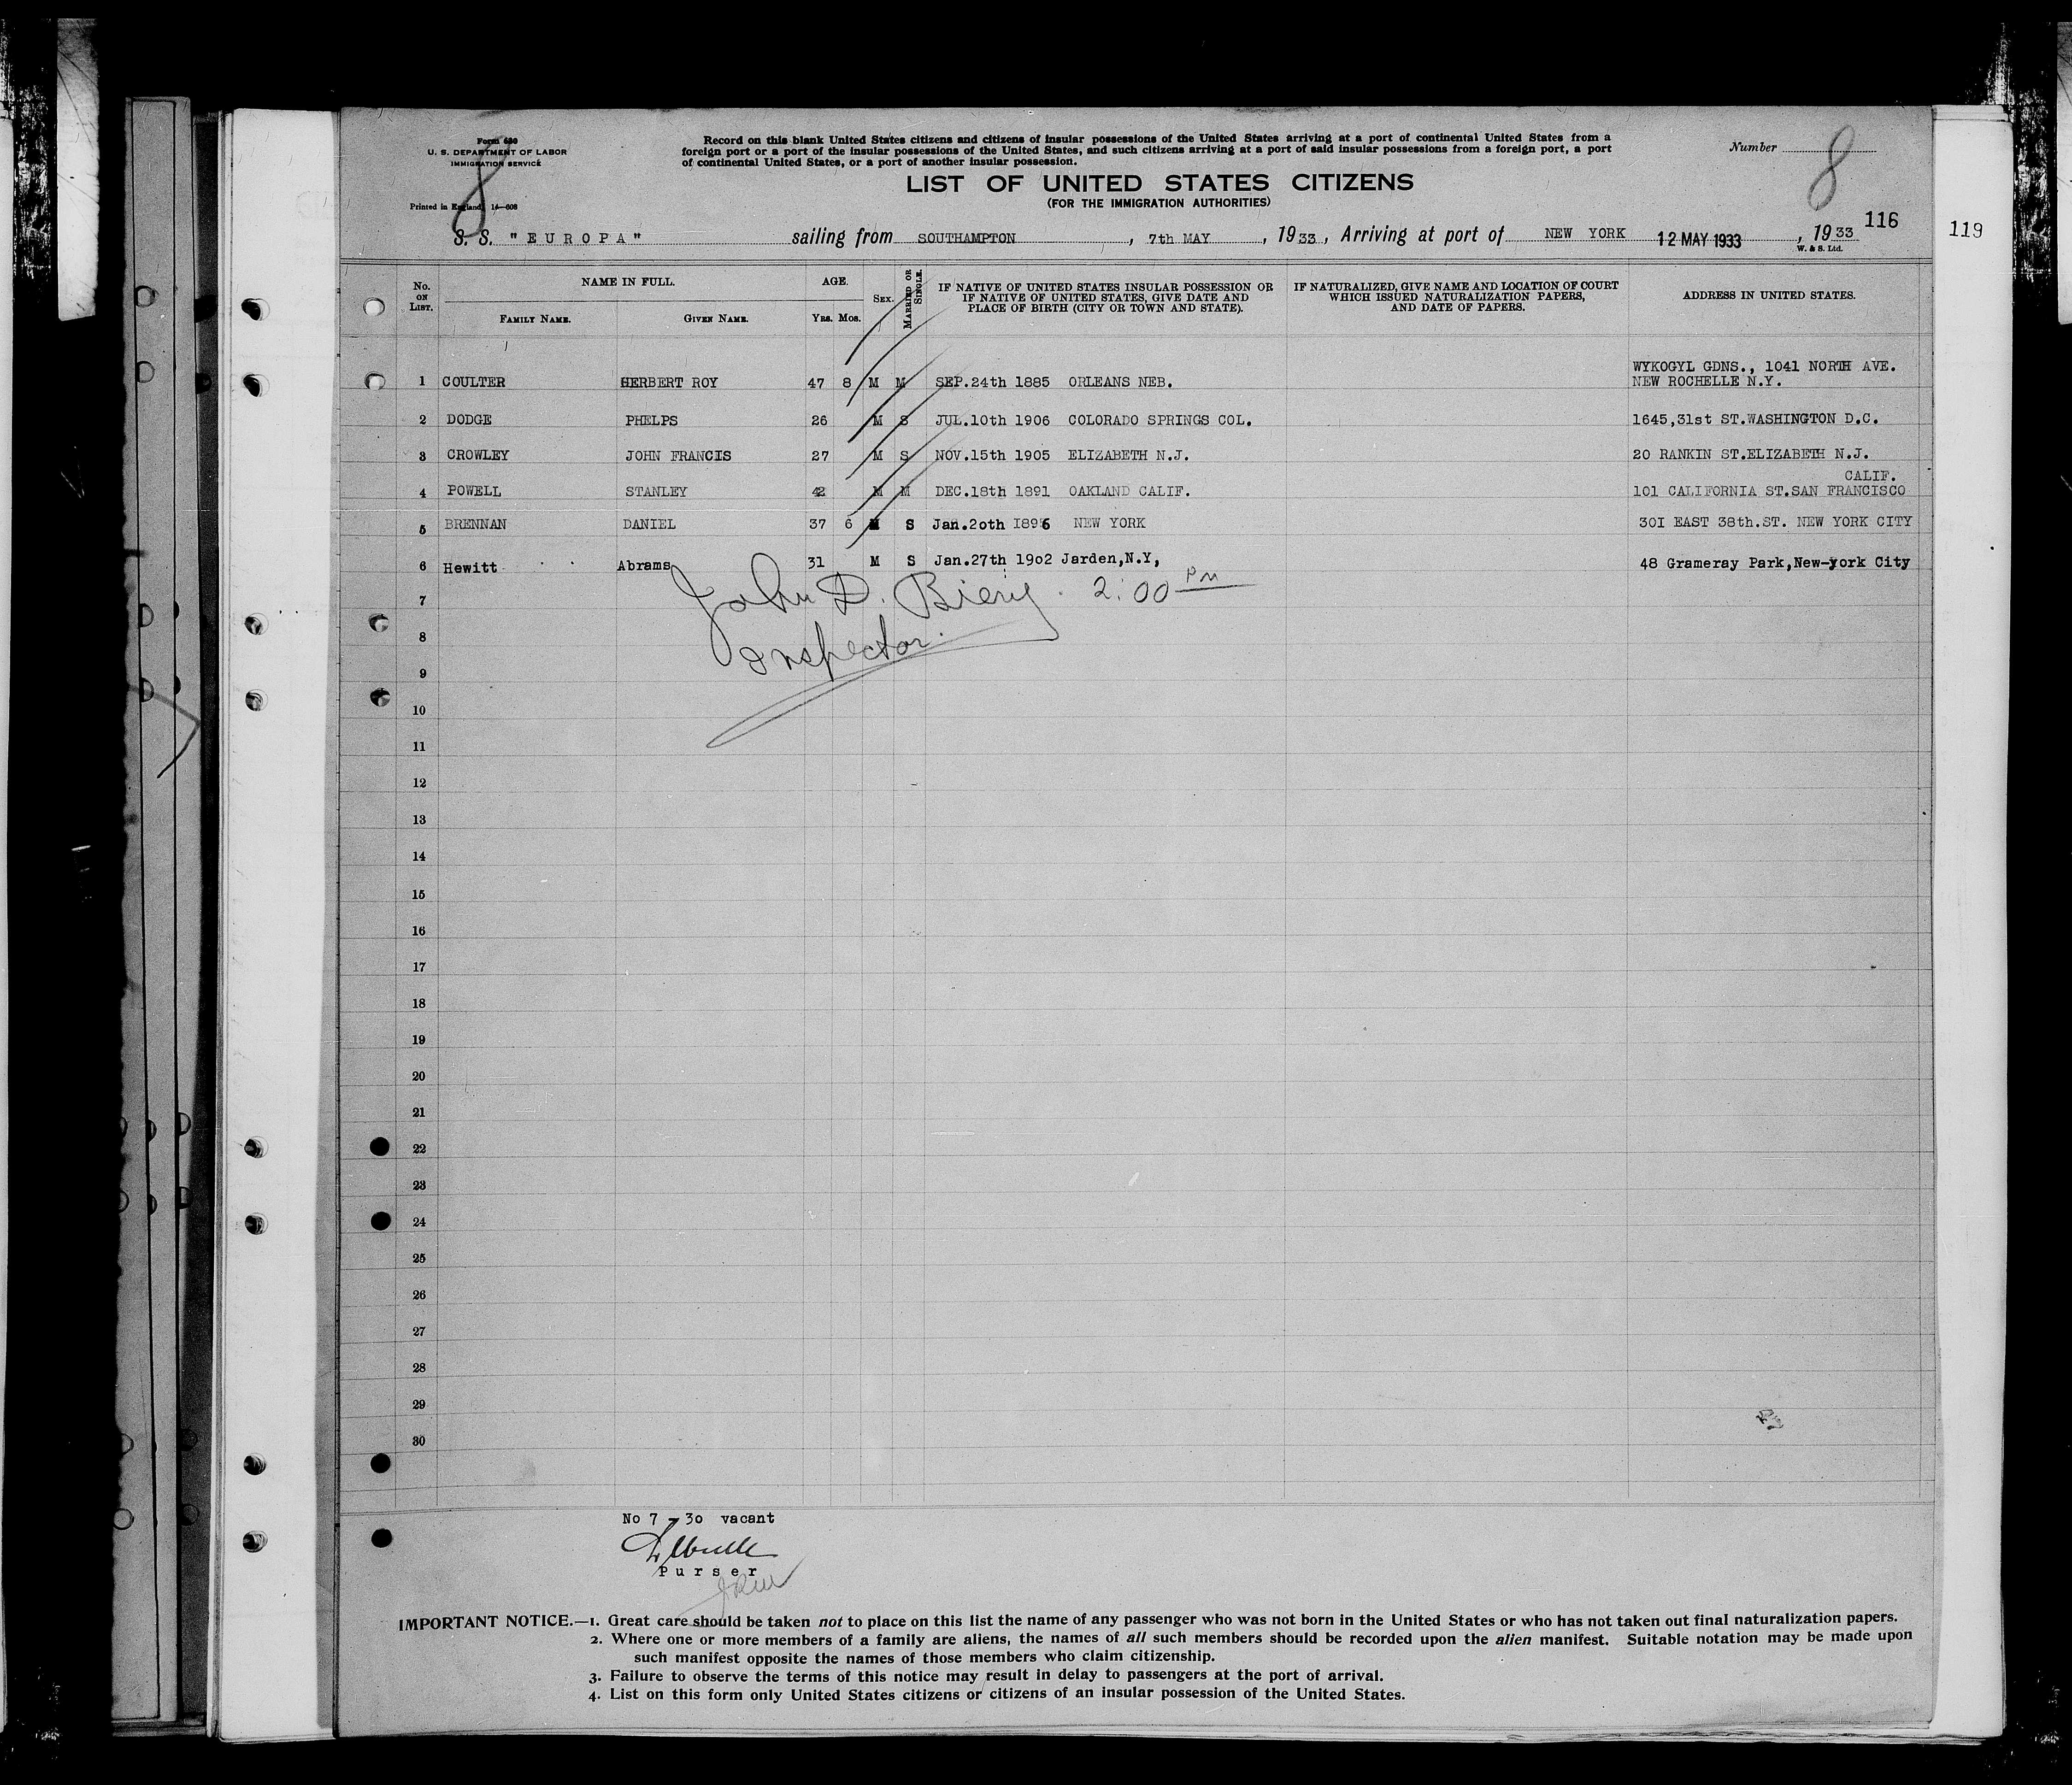 Form 630
U. S. DEPARTMENT OF LABOR
IMMIGRATION SERVICE
Printed in England. 14—608
8
Record on this blank United States citizens and citizens of insular possessions of the United States arriving at a port of continental United States from a
foreign port or a port of the insular possessions of the United States, and such citizens arriving at a port of said insular possessions from a foreign port, a port
of continental United States, or a port of another insular possession.
Number
8
LIST OF UNITED STATES CITIZENS
(FOR THE IMMIGRATION AUTHORITIES)
116
119
S. S. "EUROPA" sailing from SOUTHAMPTON, 7th MAY, 1933, Arriving at port of NEW YORK 12 MAY 1933, 1933
W. & S. Ltd.
No. ON LIST. NAME IN FULL. AGE. SEX. MARRIED OR SINGLE. IF NATIVE OF UNITED STATES INSULAR POSSESSION OR IF NATIVE OF UNITED STATES, GIVE DATE AND PLACE OF BIRTH (CITY OR TOWN AND STATE). IF NATURALIZED, GIVE NAME AND LOCATION OF COURT WHICH ISSUED NATURALIZATION PAPERS, AND DATE OF PAPERS. ADDRESS IN UNITED STATES.
FAMILY NAME. GIVEN NAME. YRS. MOS.
WYKOGYL GDNS., 1041 NORTH AVE.
1 COULTER HERBERT ROY 47 8 M M SEP.24th 1885 ORLEANS NEB. NEW ROCHELLE N.Y.
2 DODGE PHELPS 26 M S JUL.10th 1906 COLORADO SPRINGS COL. 1645,31st ST.WASHINGTON D.C.
3 CROWLEY JOHN FRANCIS 27 M S NOV.15th 1905 ELIZABETH N.J. 20 RANKIN ST.ELIZABETH N.J.
CALIF.
4 POWELL STANLEY 42 M M DEC.18th 1891 OAKLAND CALIF. 101 CALIFORNIA ST.SAN FRANCISCO
5 BRENNAN DANIEL 37 6 M S Jan.2oth I896 NEW YORK 30I EAST 38th.ST. NEW YORK CITY
6 Hewitt Abrams 31 M S Jan.27th 19o2 Jarden,N.Y, 48 Grameray Park,New-york City
John D. Biery. 2:00 PM
Inspector.
7
8
9
10
11
12
13
14
15
16
17
18
19
20
21
22
23
24
25
26
27
28
29
30
No 7 - 3o vacant
Purser
IMPORTANT NOTICE.—1. Great care should be taken not to place on this list the name of any passenger who was not born in the United States or who has not taken out final naturalization papers.
2. Where one or more members of a family are aliens, the names of all such members should be recorded upon the alien manifest. Suitable notation may be made upon
such manifest opposite the names of those members who claim citizenship.
3. Failure to observe the terms of this notice may result in delay to passengers at the port of arrival.
4. List on this form only United States citizens or citizens of an insular possession of the United States.